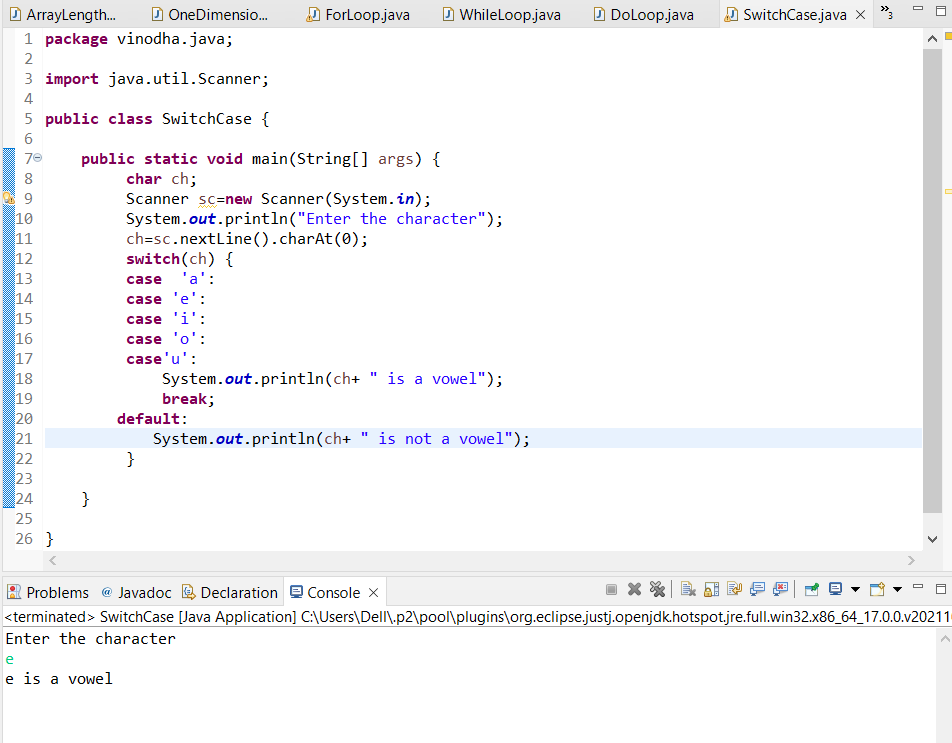 ArrayLength... OneDimensio... ForLoop.java WhileLoop.java DoLoop.java SwitchCase.java »3
1 package vinodha.java;
2
3 import java.util.Scanner;
4
5 public class SwitchCase {
6
7 public static void main(String[] args) {
8 char ch;
9 Scanner sc=new Scanner(System.in);
10 System.out.println("Enter the character");
11 ch=sc.nextLine().charAt(0);
12 switch(ch) {
13 case  'a':
14 case 'e':
15 case 'i':
16 case 'o':
17 case'u':
18 System.out.println(ch+ " is a vowel");
19 break;
20 default:
21 System.out.println(ch+ " is not a vowel");
22 }
23
24 }
25
26 }
Problems @ Javadoc Declaration Console
<terminated> SwitchCase [Java Application] C:\Users\Dell\.p2\pool\plugins\org.eclipse.justj.openjdk.hotspot.jre.full.win32.x86_64_17.0.0.v20211
Enter the character
e
e is a vowel